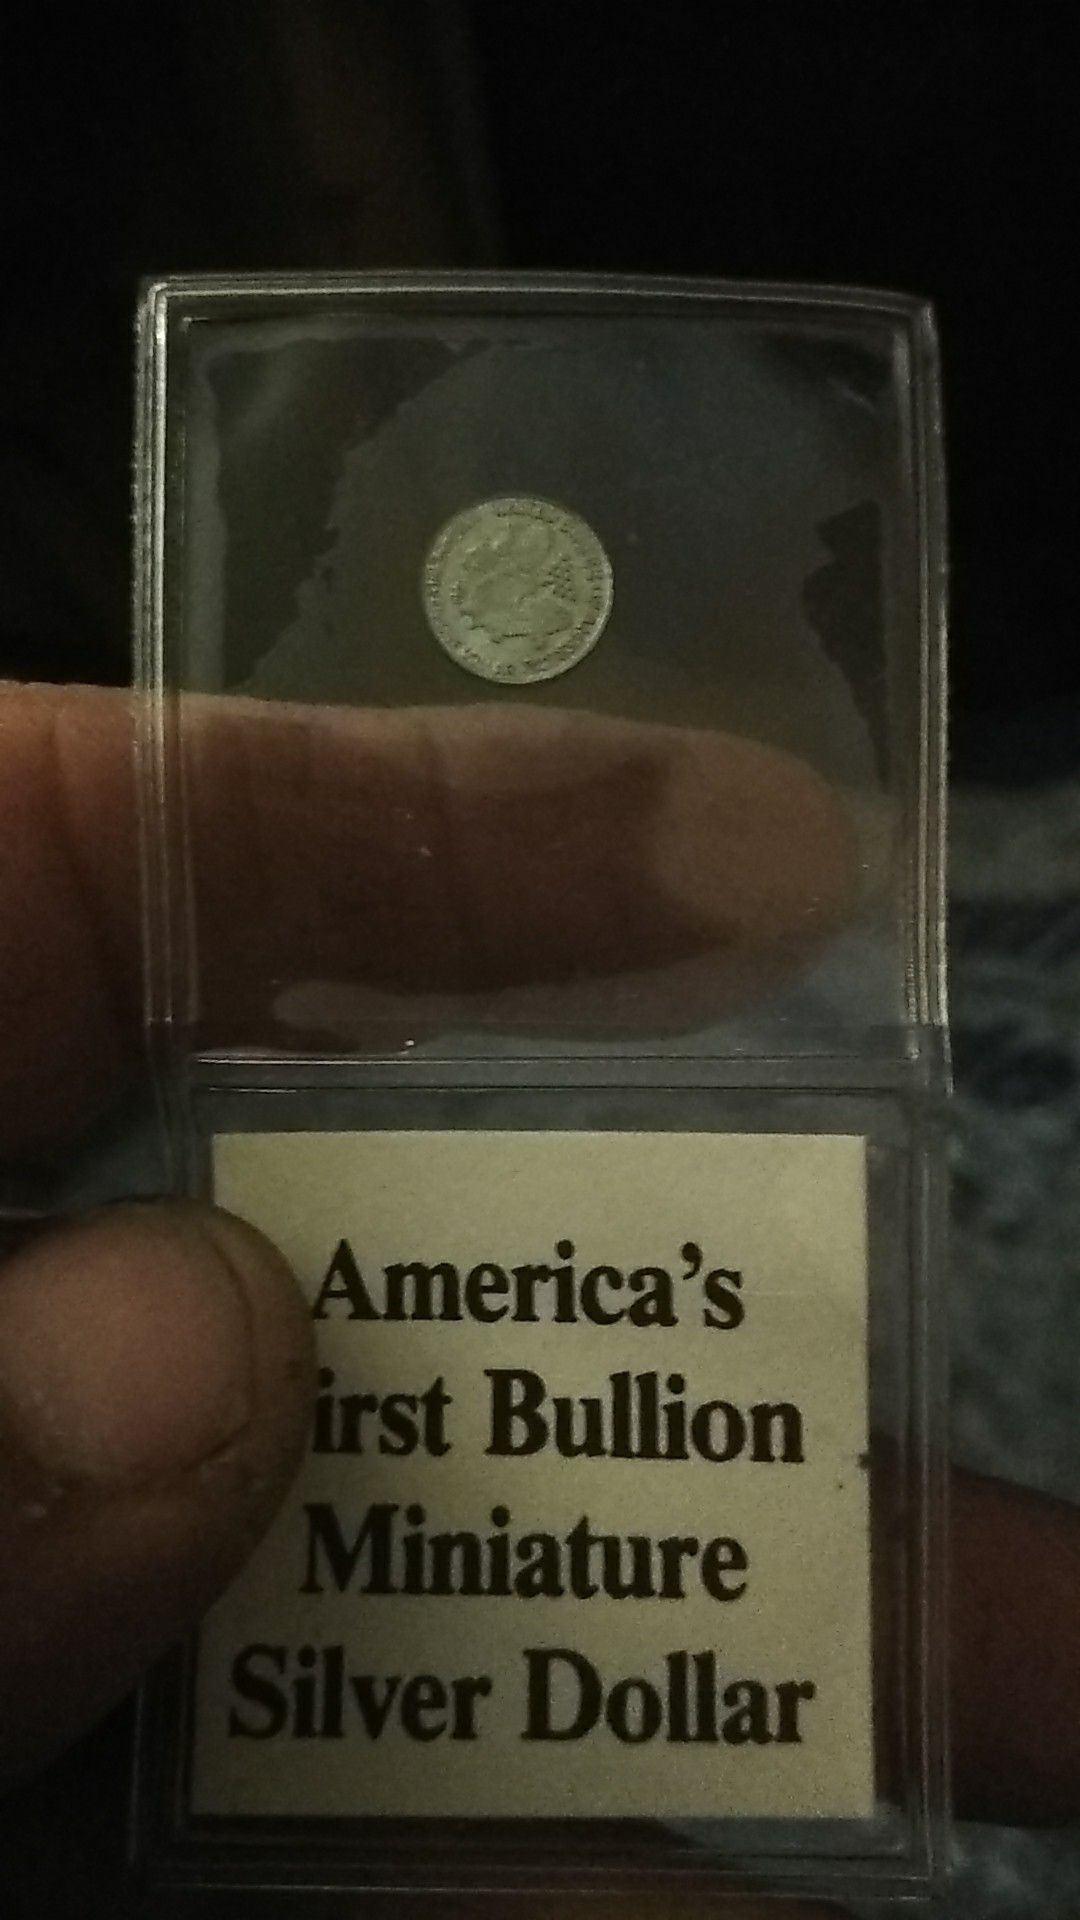 America's
irst Bullion
Miniature
Silver Dollar